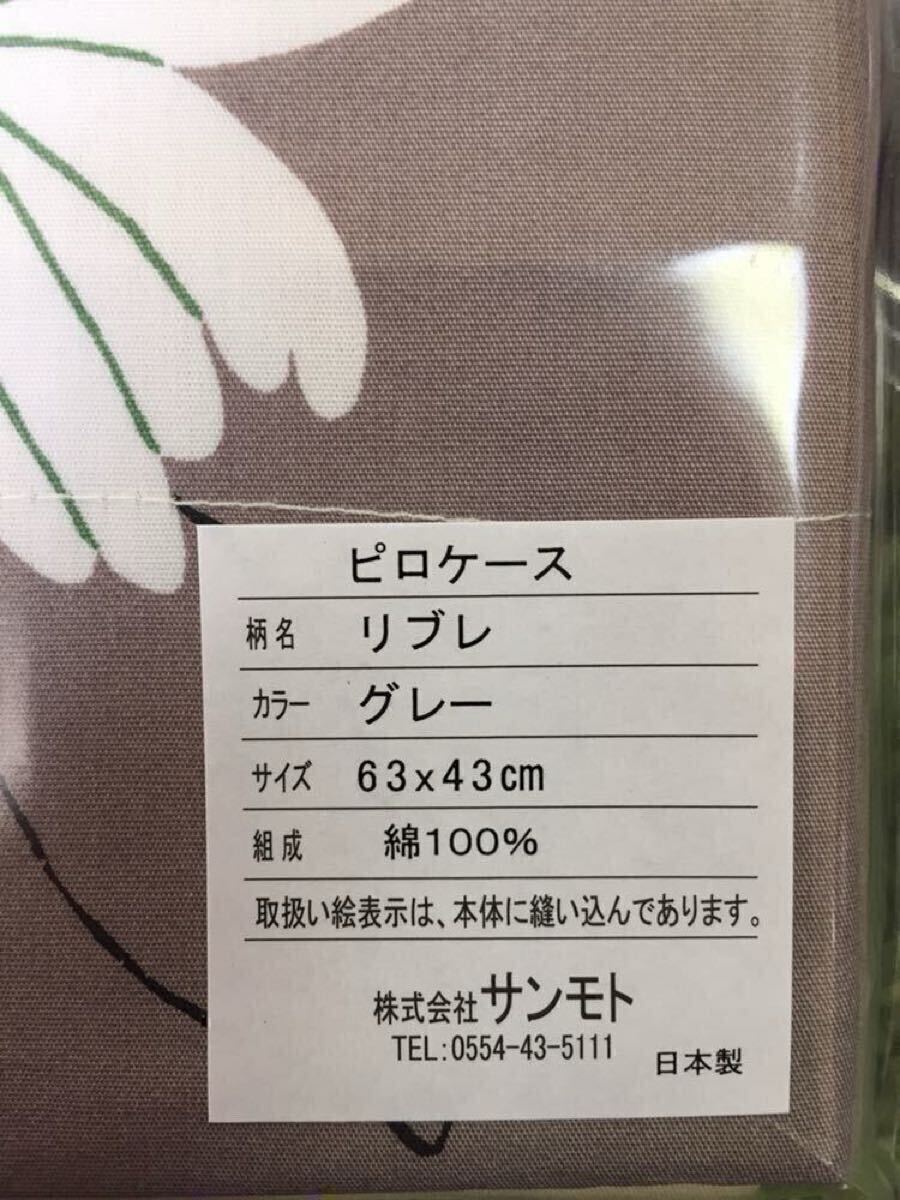 ピロケース
柄名 リブレ
カラー グレー
サイズ 63x43cm
組成 綿100%
取扱い絵表示は、本体に縫い込んであります。
株式会社サンモト
TEL:0554-43-5111
日本製